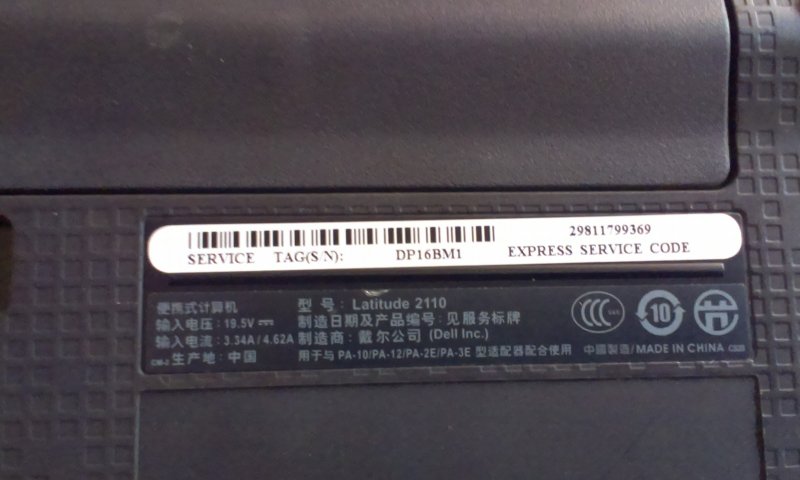 29811799369
SERVICE TAG(S N): DP16BM1 EXPRESS SERVICE CODE
便携式计算机 型 号: Latitude 2110
输入电压: 19.5V 制造日期及产品编号: 见服务标牌
输入电流: 3.34A/4.62A 制造商: 戴尔公司 (Dell Inc.)
生产地: 中国 用于与 PA-10/PA-12/PA-2E/PA-3E 型适配器配合使用 中國製造/MADE IN CHINA
CCC
10